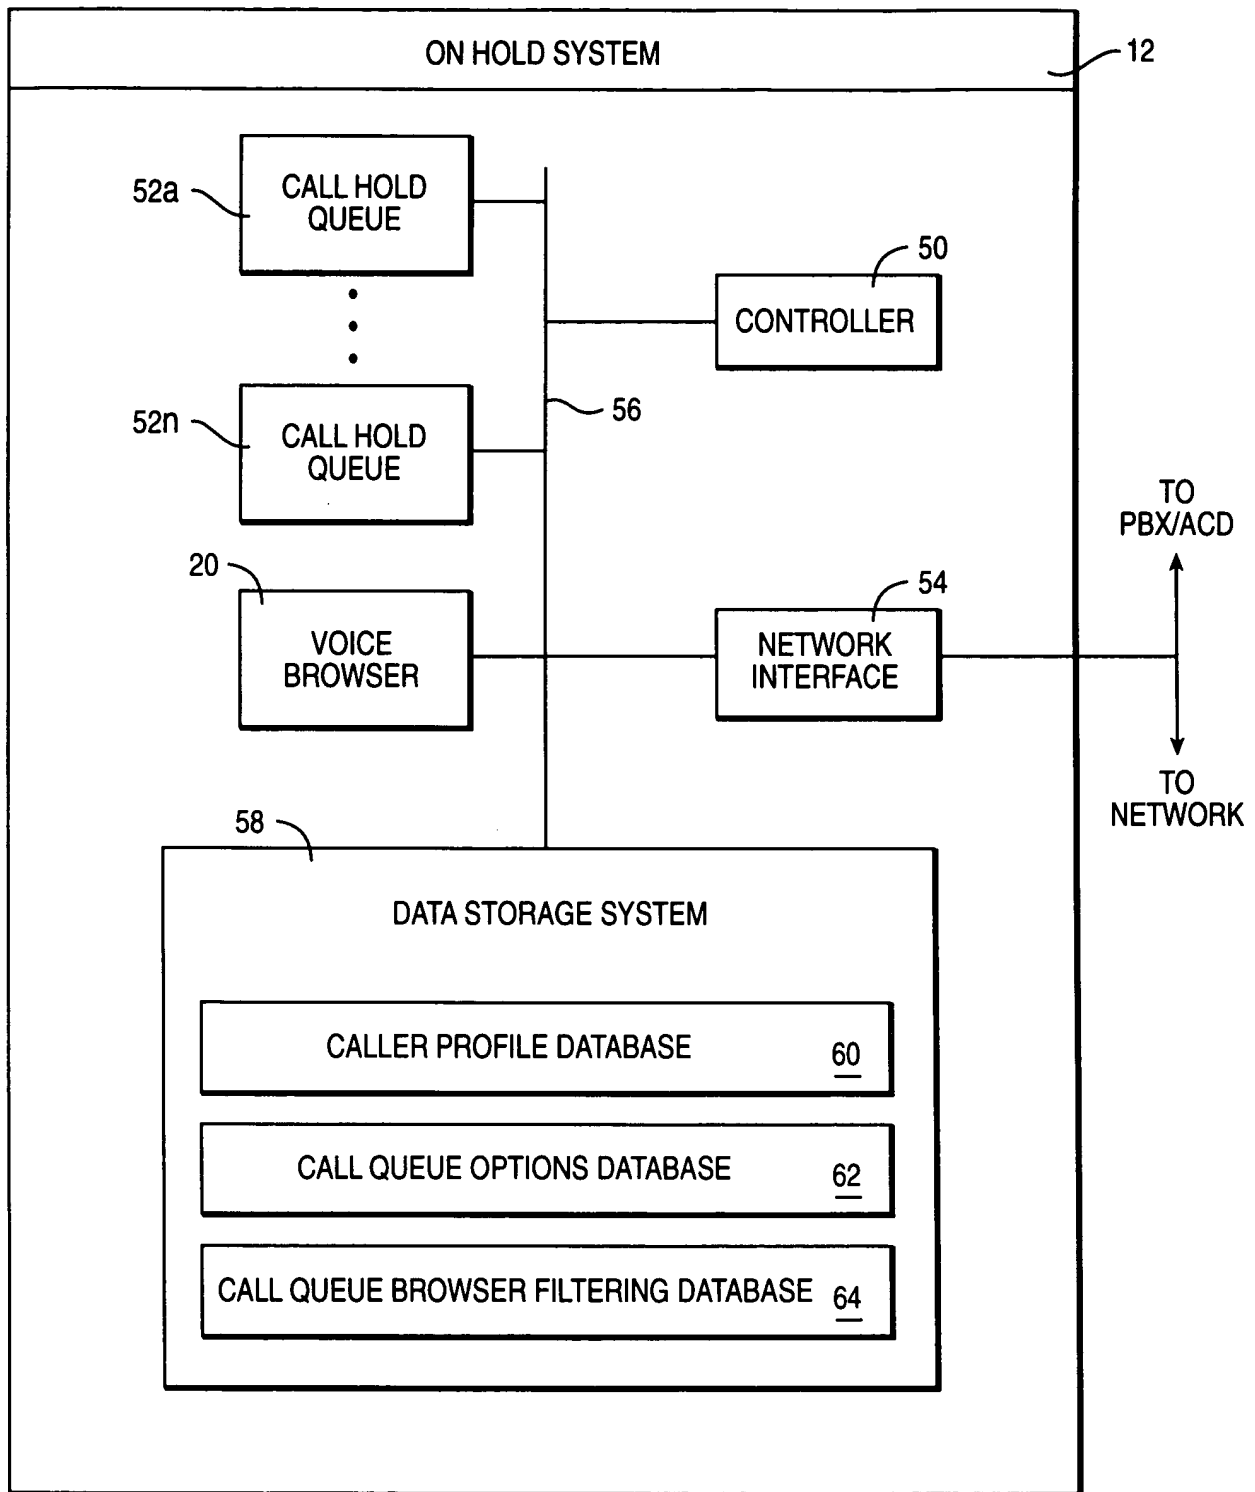 ON HOLD SYSTEM
12
52a
CALL HOLD
QUEUE
50
CONTROLLER
52n
CALL HOLD
QUEUE
56
TO
PBX/ACD
20
VOICE
BROWSER
54
NETWORK
INTERFACE
TO
NETWORK
58
DATA STORAGE SYSTEM
CALLER PROFILE DATABASE 60
CALL QUEUE OPTIONS DATABASE 62
CALL QUEUE BROWSER FILTERING DATABASE 64